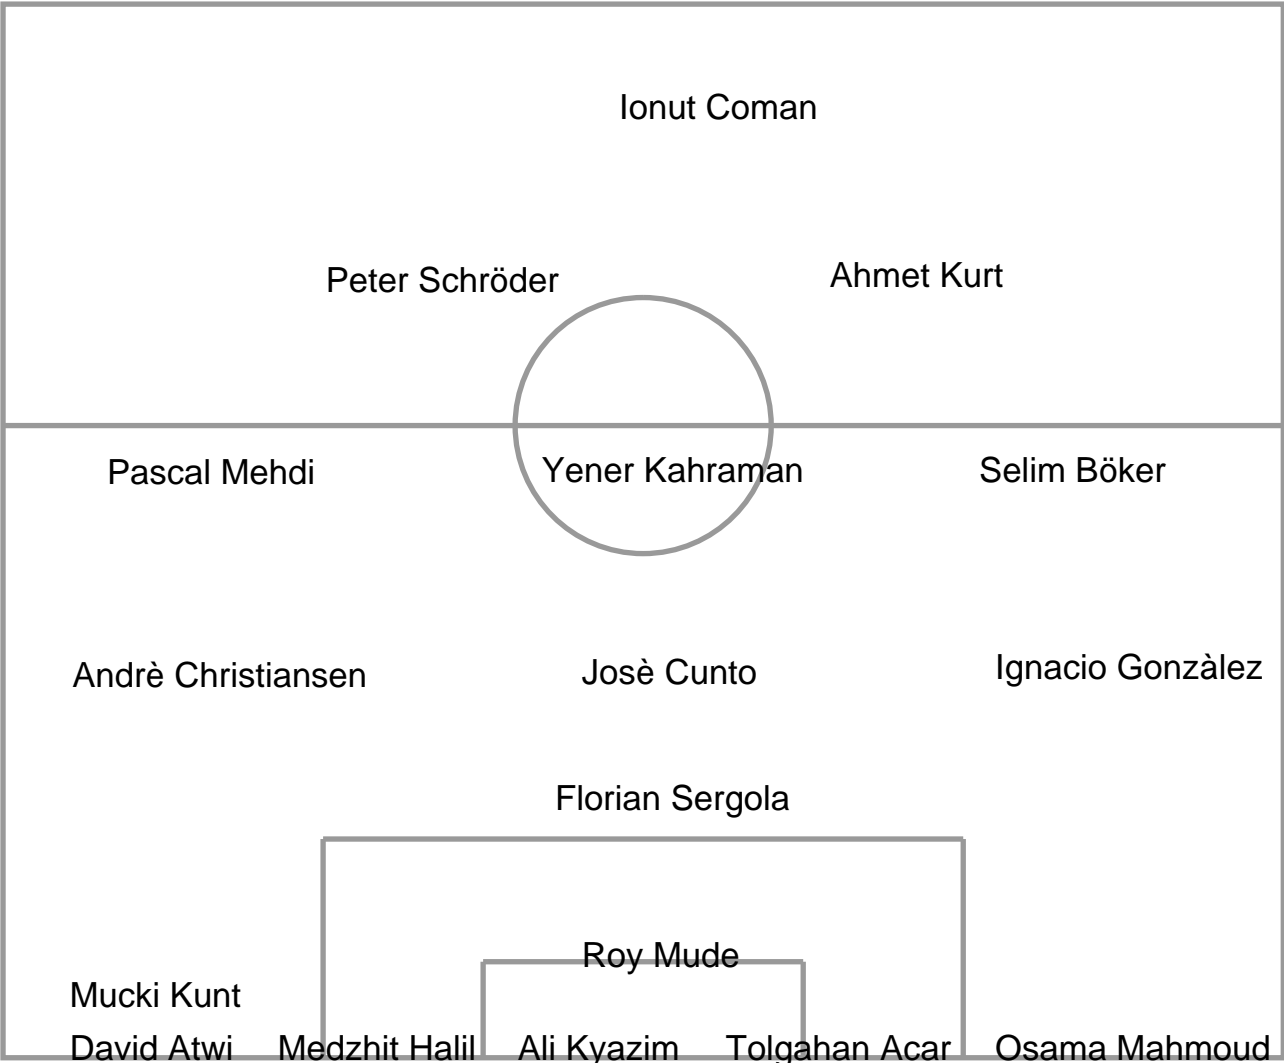 Ionut Coman
Peter Schröder Ahmet Kurt
Pascal Mehdi Yener Kahraman Selim Böker
Andrè Christiansen Josè Cunto Ignacio Gonzàlez
Florian Sergola
Roy Mude
Mucki Kunt
David Atwi Medzhit Halil Ali Kyazim Tolgahan Acar Osama Mahmoud